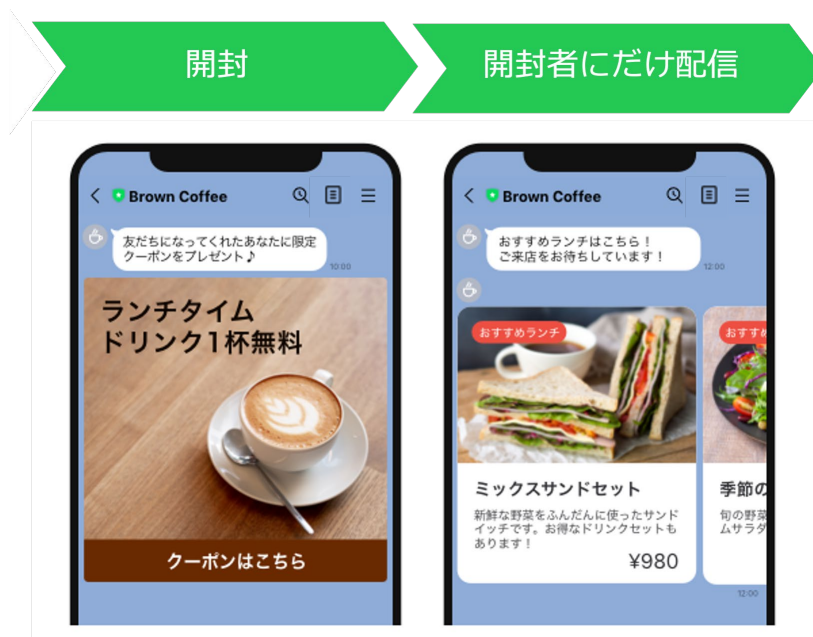 開封
開封者にだけ配信
Brown Coffee
友だちになってくれたあなたに限定
クーポンをプレゼント♪
10:00
ランチタイム
ドリンク1杯無料
クーポンはこちら
Brown Coffee
おすすめランチはこちら！
ご来店をお待ちしています！
12:00
おすすめランチ
ミックスサンドセット
新鮮な野菜をふんだんに使ったサンド
イッチです。お得なドリンクセットも
あります！
¥980
おすすめ
季節の
旬の野菜
ムサラダ
12:00